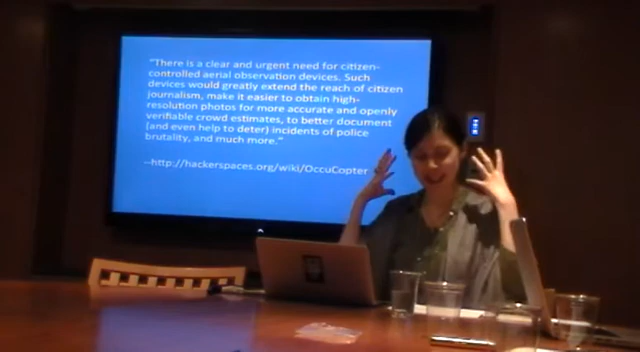 "There is a clear and urgent need for citizen-
controlled aerial observation devices. Such
devices would greatly extend the reach of citizen
journalism, make it easier to obtain high-
resolution photos for more accurate and openly
verifiable crowd estimates, to better document
(and even help to deter) incidents of police
brutality, and much more."
--http://hackerspaces.org/wiki/OccuCopter